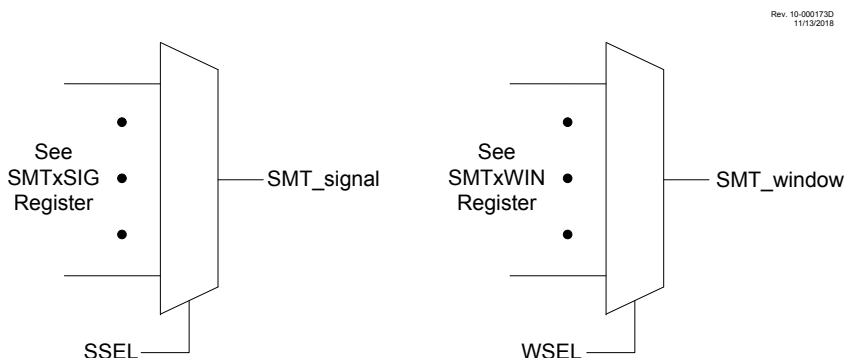 Rev. 10-000173D
11/13/2018
See
SMTxSIG
Register
SMT_signal
SSEL
See
SMTxWIN
Register
SMT_window
WSEL